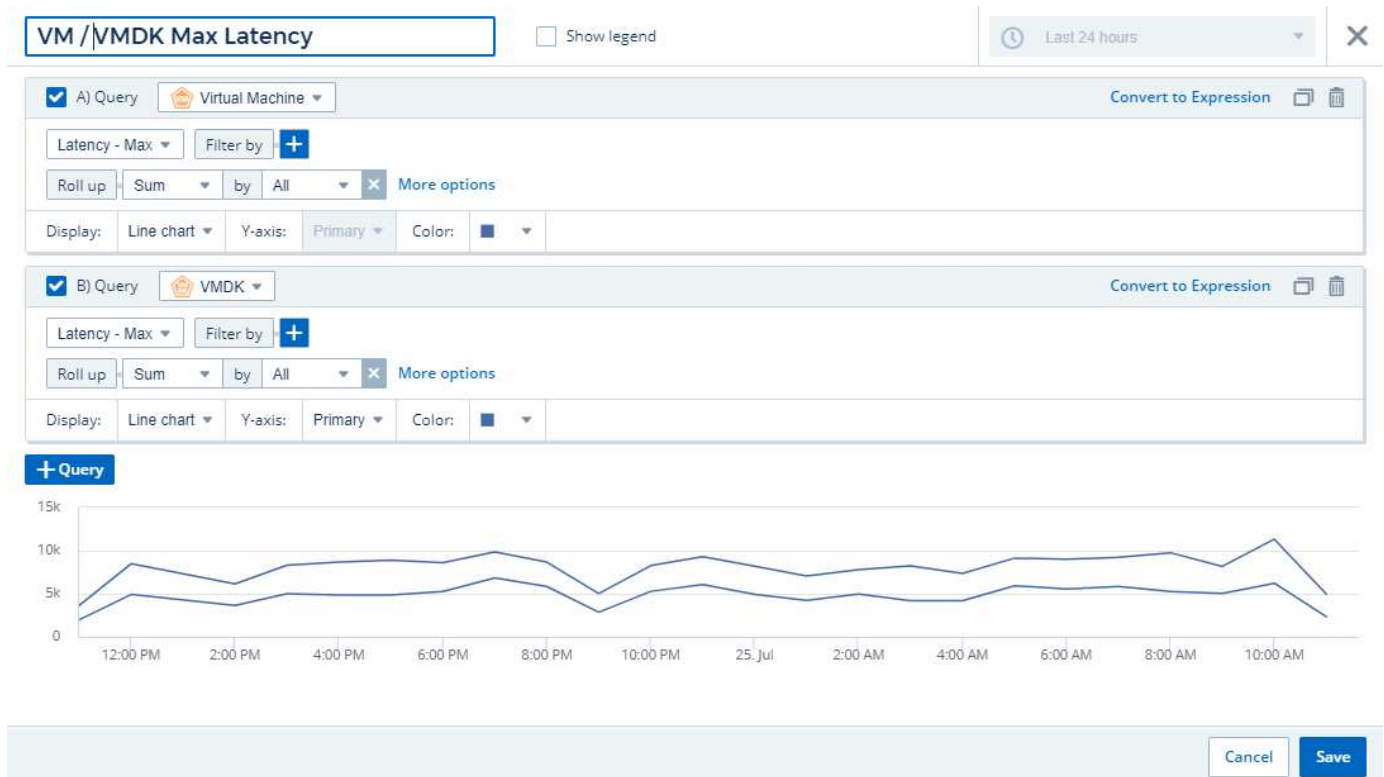 VM / VMDK Max Latency Show legend Last 24 hours
A) Query Virtual Machine Convert to Expression
Latency - Max Filter by
Roll up Sum by All More options
Display: Line chart Y-axis: Primary Color:
B) Query VMDK Convert to Expression
Latency - Max Filter by
Roll up Sum by All More options
Display: Line chart Y-axis: Primary Color:
+ Query
15k
10k
5k
0
12:00 PM 2:00 PM 4:00 PM 6:00 PM 8:00 PM 10:00 PM 25. Jul 2:00 AM 4:00 AM 6:00 AM 8:00 AM 10:00 AM
Cancel Save